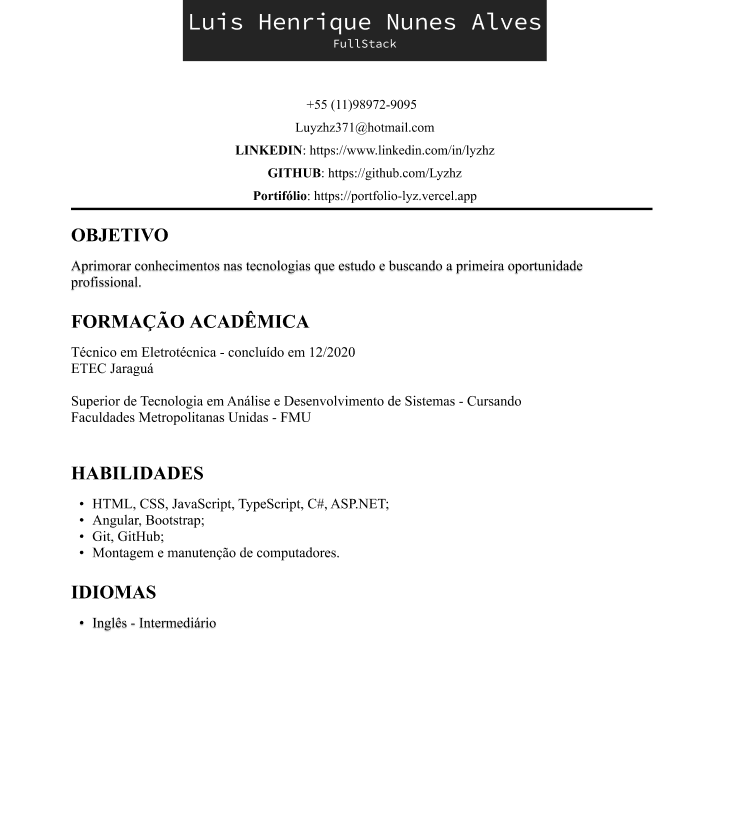 Luis Henrique Nunes Alves
FullStack
+55 (11)98972-9095
Luyzhz371@hotmail.com
LINKEDIN: https://www.linkedin.com/in/lyzhz
GITHUB: https://github.com/Lyzhz
Portifólio: https://portfolio-lyz.vercel.app
OBJETIVO
Aprimorar conhecimentos nas tecnologias que estudo e buscando a primeira oportunidade
profissional.
FORMAÇÃO ACADÊMICA
Técnico em Eletrotécnica - concluído em 12/2020
ETEC Jaraguá
Superior de Tecnologia em Análise e Desenvolvimento de Sistemas - Cursando
Faculdades Metropolitanas Unidas - FMU
HABILIDADES
• HTML, CSS, JavaScript, TypeScript, C#, ASP.NET;
• Angular, Bootstrap;
• Git, GitHub;
• Montagem e manutenção de computadores.
IDIOMAS
• Inglês - Intermediário